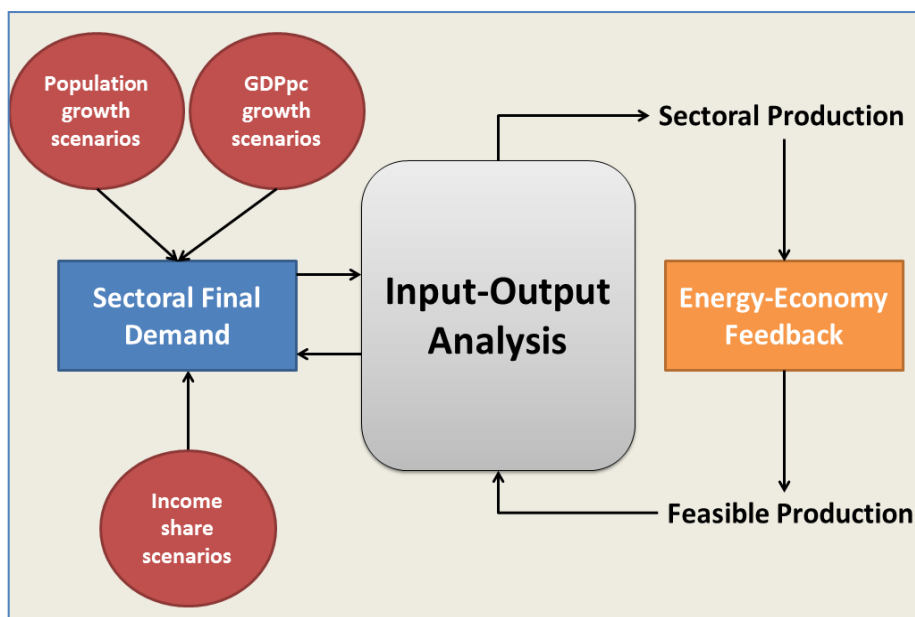 Population
growth
scenarios
GDPpc
growth
scenarios
Sectoral Production
Sectoral Final
Demand
Input-Output
Analysis
Energy-Economy
Feedback
Income
share
scenarios
Feasible Production